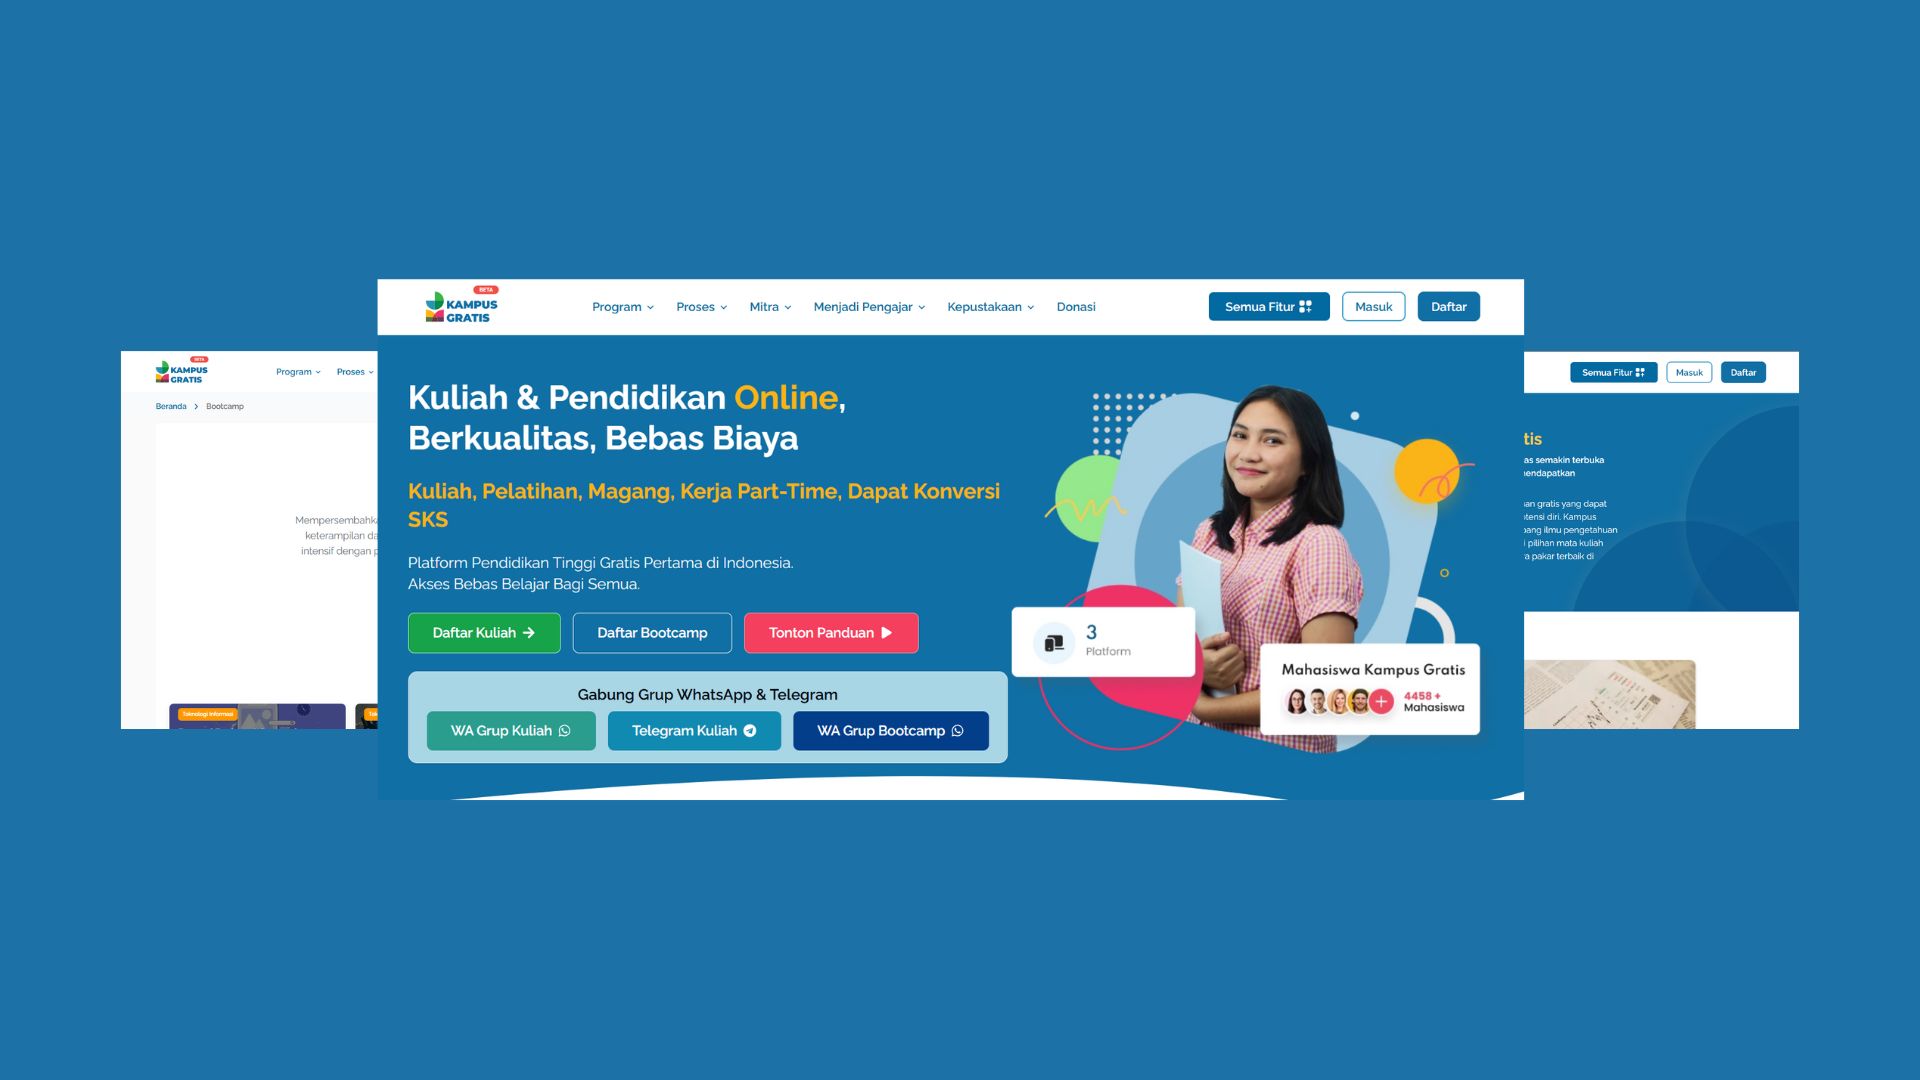 BETA
KAMPUS
GRATIS
Program
Proses
Mitra
Menjadi Pengajar
Kepustakaan
Donasi
Semua Fitur
Masuk
Daftar
Kuliah & Pendidikan Online,
Berkualitas, Bebas Biaya
Kuliah, Pelatihan, Magang, Kerja Part-Time, Dapat Konversi
SKS
Platform Pendidikan Tinggi Gratis Pertama di Indonesia.
Akses Bebas Belajar Bagi Semua.
Daftar Kuliah
Daftar Bootcamp
Tonton Panduan
Gabung Grup WhatsApp & Telegram
WA Grup Kuliah
Telegram Kuliah
WA Grup Bootcamp
3
Platform
Mahasiswa Kampus Gratis
4458 +
Mahasiswa
BETA
KAMPUS
GRATIS
Program
Proses
Beranda > Bootcamp
Mempersembahka
keterampilan da
intensif dengan p
Teknologi Informasi
Semua Fitur
Masuk
Daftar
tis
as semakin terbuka
nendapatkan
an gratis yang dapat
tensi diri. Kampus
ang ilmu pengetahuan
i pilihan mata kuliah
a pakar terbaik di